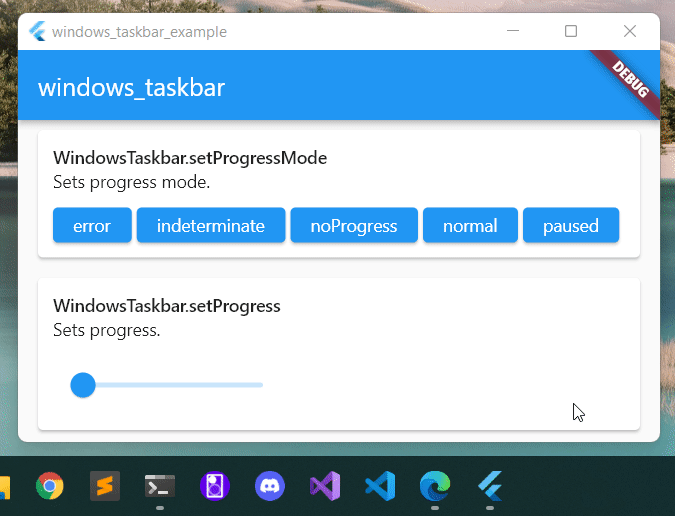 windows_taskbar_example
windows_taskbar
DEBUG
WindowsTaskbar.setProgressMode
Sets progress mode.
error indeterminate noProgress normal paused
WindowsTaskbar.setProgress
Sets progress.